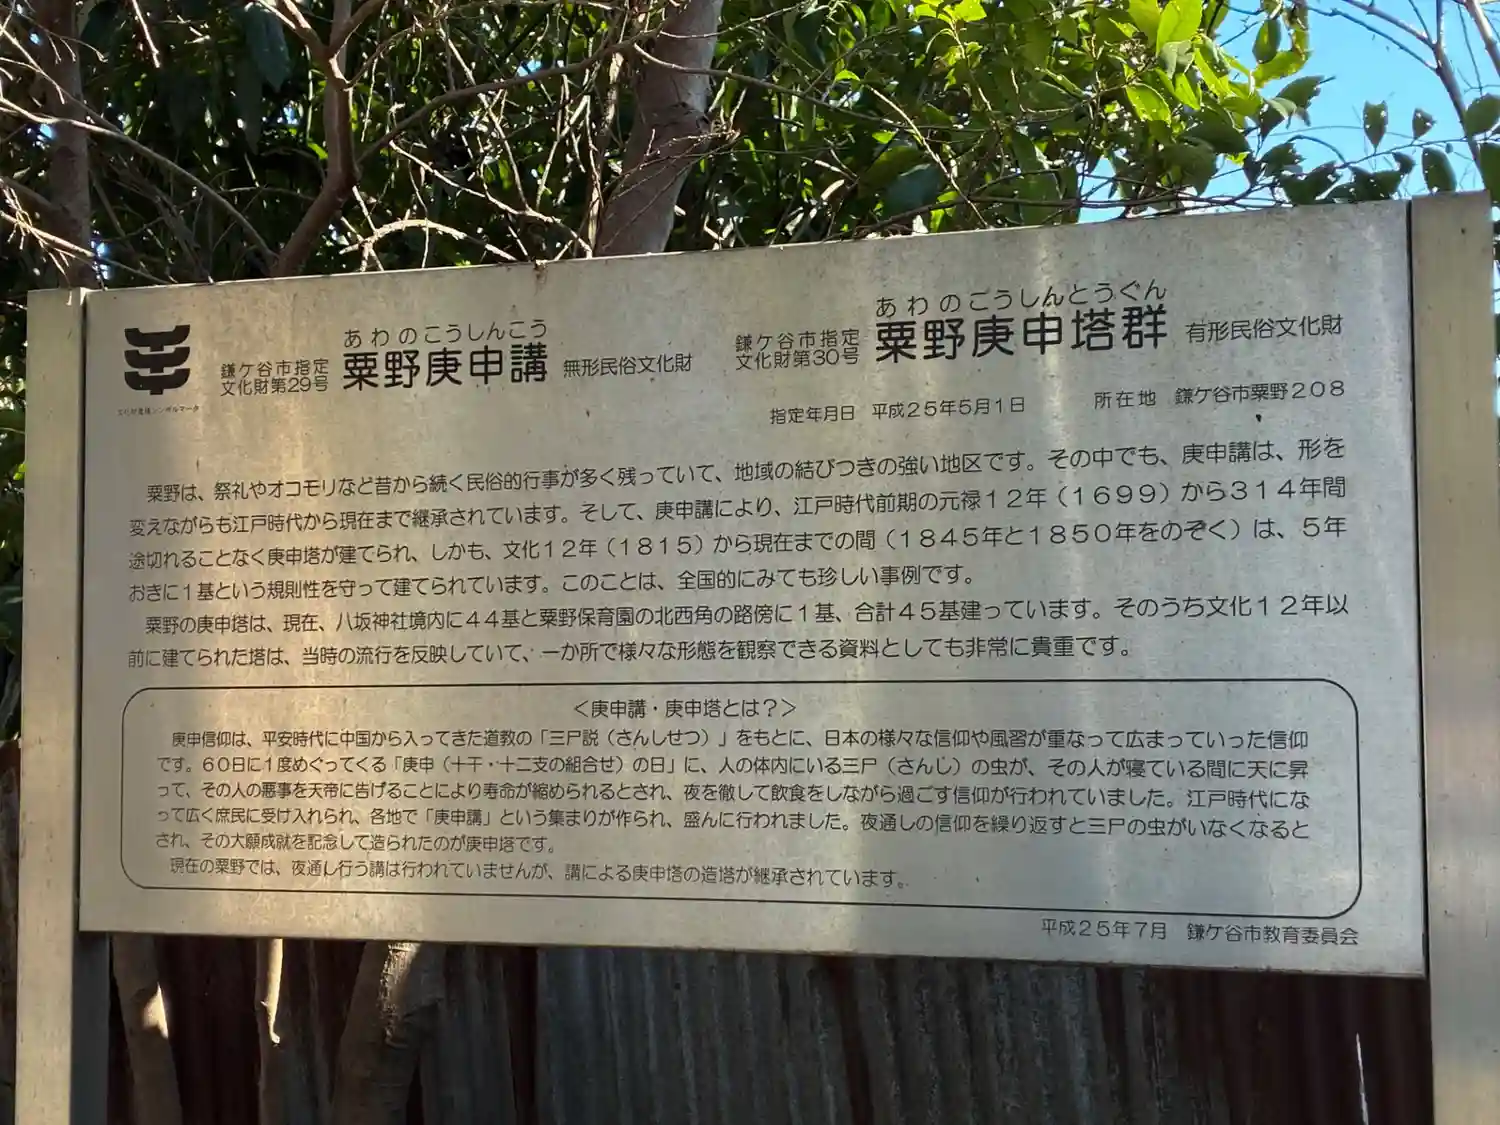 あわのこうしんこう
鎌ケ谷市指定
文化財第29号
粟野庚申講 無形民俗文化財
あわのこうしんとうぐん
鎌ケ谷市指定
文化財第30号
粟野庚申塔群 有形民俗文化財
文化財愛護シンボルマーク
指定年月日 平成25年5月1日 所在地 鎌ケ谷市粟野208
粟野は、祭礼やオコモリなど昔から続く民俗的行事が多く残っていて、地域の結びつきの強い地区です。その中でも、庚申講は、形を
変えながらも江戸時代から現在まで継承されています。そして、庚申講により、江戸時代前期の元禄12年（1699）から314年間
途切れることなく庚申塔が建てられ、しかも、文化12年（1815）から現在までの間（1845年と1850年をのぞく）は、5年
おきに1基という規則性を守って建てられています。このことは、全国的にみても珍しい事例です。
粟野の庚申塔は、現在、八坂神社境内に44基と粟野保育園の北西角の路傍に1基、合計45基建っています。そのうち文化12年以
前に建てられた塔は、当時の流行を反映していて、一か所で様々な形態を観察できる資料としても非常に貴重です。
＜庚申講・庚申塔とは？＞
庚申信仰は、平安時代に中国から入ってきた道教の「三尸説（さんしせつ）」をもとに、日本の様々な信仰や風習が重なって広まっていった信仰
です。60日に1度めぐってくる「庚申（十干・十二支の組合せ）の日」に、人の体内にいる三尸（さんし）の虫が、その人が寝ている間に天に昇
って、その人の悪事を天帝に告げることにより寿命が縮められるとされ、夜を徹して飲食をしながら過ごす信仰が行われていました。江戸時代にな
って広く庶民に受け入れられ、各地で「庚申講」という集まりが作られ、盛んに行われました。夜通しの信仰を繰り返すと三尸の虫がいなくなると
され、その大願成就を記念して造られたのが庚申塔です。
現在の粟野では、夜通し行う講は行われていませんが、講による庚申塔の造塔が継承されています。
平成25年7月 鎌ケ谷市教育委員会